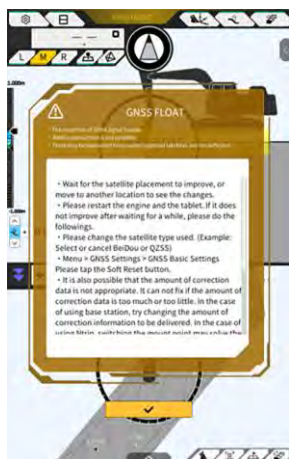 L M R
1.000m
GNSS FLOAT
・Wait for the satellite placement to improve, or
move to another location to see the changes.
・Please restart the engine and the tablet. If it does
not improve after waiting for a while, please do the
followings.
・Please change the satellite type used. (Example:
Select or cancel BeiDou or QZSS)
・Menu > GNSS Settings > GNSS Basic Settings
Please tap the Soft Reset button.
・It is also possible that the amount of correction
data is not appropriate. It can not fix if the amount of
correction data is too much or too little. In the case
of using base station, try changing the amount of
correction information to be delivered. In the case of
using Ntrip, switching the mount point may solve the
-1.000m